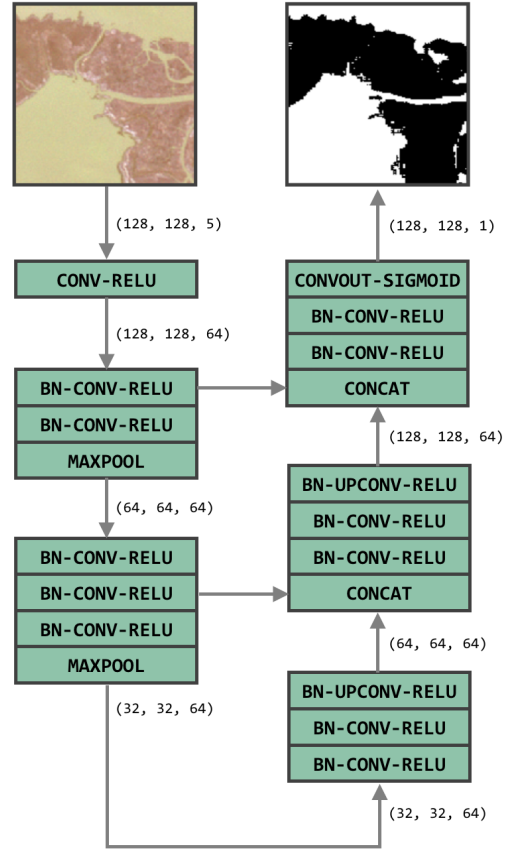 (128, 128, 5)
CONV-RELU
(128, 128, 64)
BN-CONV-RELU
BN-CONV-RELU
MAXPOOL
(64, 64, 64)
BN-CONV-RELU
BN-CONV-RELU
BN-CONV-RELU
MAXPOOL
(32, 32, 64)
(128, 128, 1)
CONVOUT-SIGMOID
BN-CONV-RELU
BN-CONV-RELU
CONCAT
(128, 128, 64)
BN-UPCONV-RELU
BN-CONV-RELU
BN-CONV-RELU
CONCAT
(64, 64, 64)
BN-UPCONV-RELU
BN-CONV-RELU
BN-CONV-RELU
(32, 32, 64)